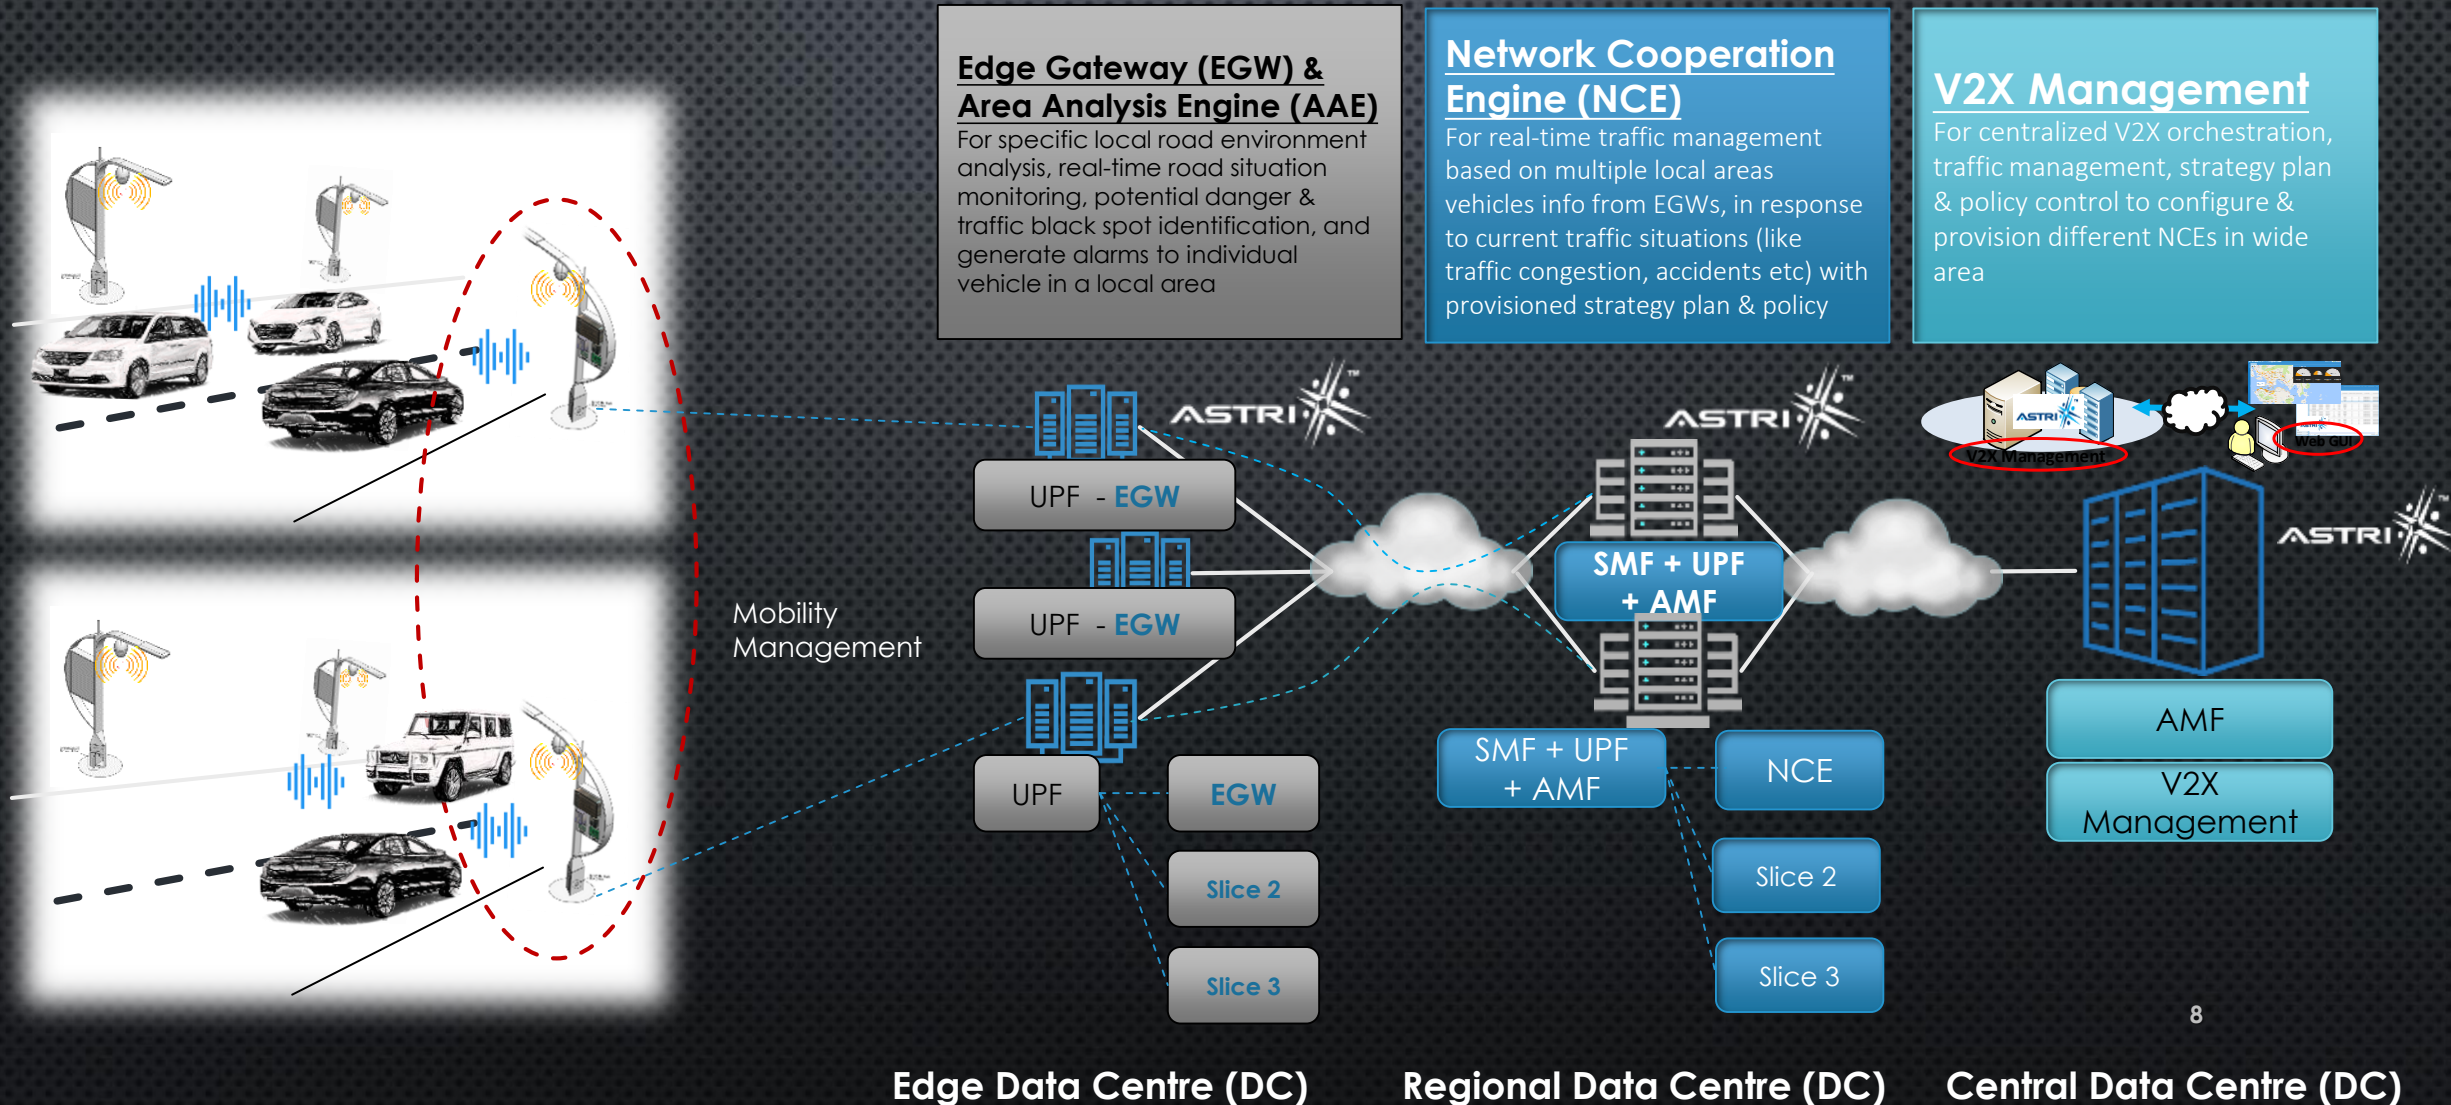 Edge Gateway (EGW) &
Area Analysis Engine (AAE)
For specific local road environment
analysis, real-time road situation
monitoring, potential danger &
traffic black spot identification, and
generate alarms to individual
vehicle in a local area
Network Cooperation
Engine (NCE)
For real-time traffic management
based on multiple local areas
vehicles info from EGWs, in response
to current traffic situations (like
traffic congestion, accidents etc) with
provisioned strategy plan & policy
V2X Management
For centralized V2X orchestration,
traffic management, strategy plan
& policy control to configure &
provision different NCEs in wide
area
ASTRI™
ASTRI™
ASTRI
V2X Management
Web GUI
ASTRI™
Mobility
Management
UPF - EGW
UPF - EGW
UPF
EGW
Slice 2
Slice 3
SMF + UPF
+ AMF
SMF + UPF
+ AMF
NCE
Slice 2
Slice 3
AMF
V2X
Management
8
Edge Data Centre (DC)
Regional Data Centre (DC)
Central Data Centre (DC)